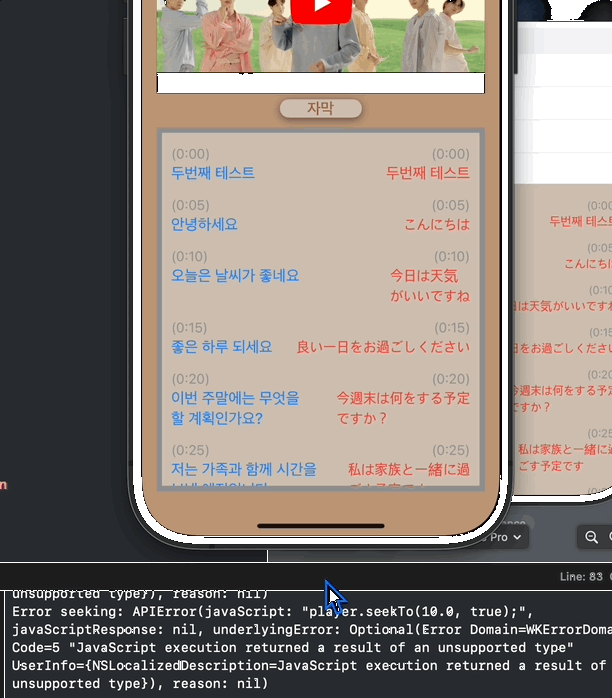 자막
(0:00)
(0:00)
두번째 테스트
두번째 테스트
(0:05)
(0:05)
안녕하세요
こんにちは
(0:10)
(0:10)
오늘은 날씨가 좋네요
今日は天気
がいいですね
(0:15)
(0:15)
좋은 하루 되세요
良い一日をお過ごしください
(0:20)
(0:20)
이번 주말에는 무엇을
今週末は何をする予定
할 계획인가요?
ですか？
(0:25)
(0:25)
저는 가족과 함께 시간을
私は家族と一緒に過
(0:00
두번째 테스트
(0:05
こんにち
(0:10
は天気がいいですね
(0:15
をお過ごしください
(0:20
週末は何をする予定
ですか？
(0:25
私は家族と一緒に過
ごす予定です
n
Pro
Line: 83
unsupported type}), reason: nil)
Error seeking: APIError(javaScript: "player.seekTo(10.0, true);",
javaScriptResponse: nil, underlyingError: Optional(Error Domain=WKErrorDoma
Code=5 "JavaScript execution returned a result of an unsupported type"
UserInfo={NSLocalizedDescription=JavaScript execution returned a result of
unsupported type}), reason: nil)